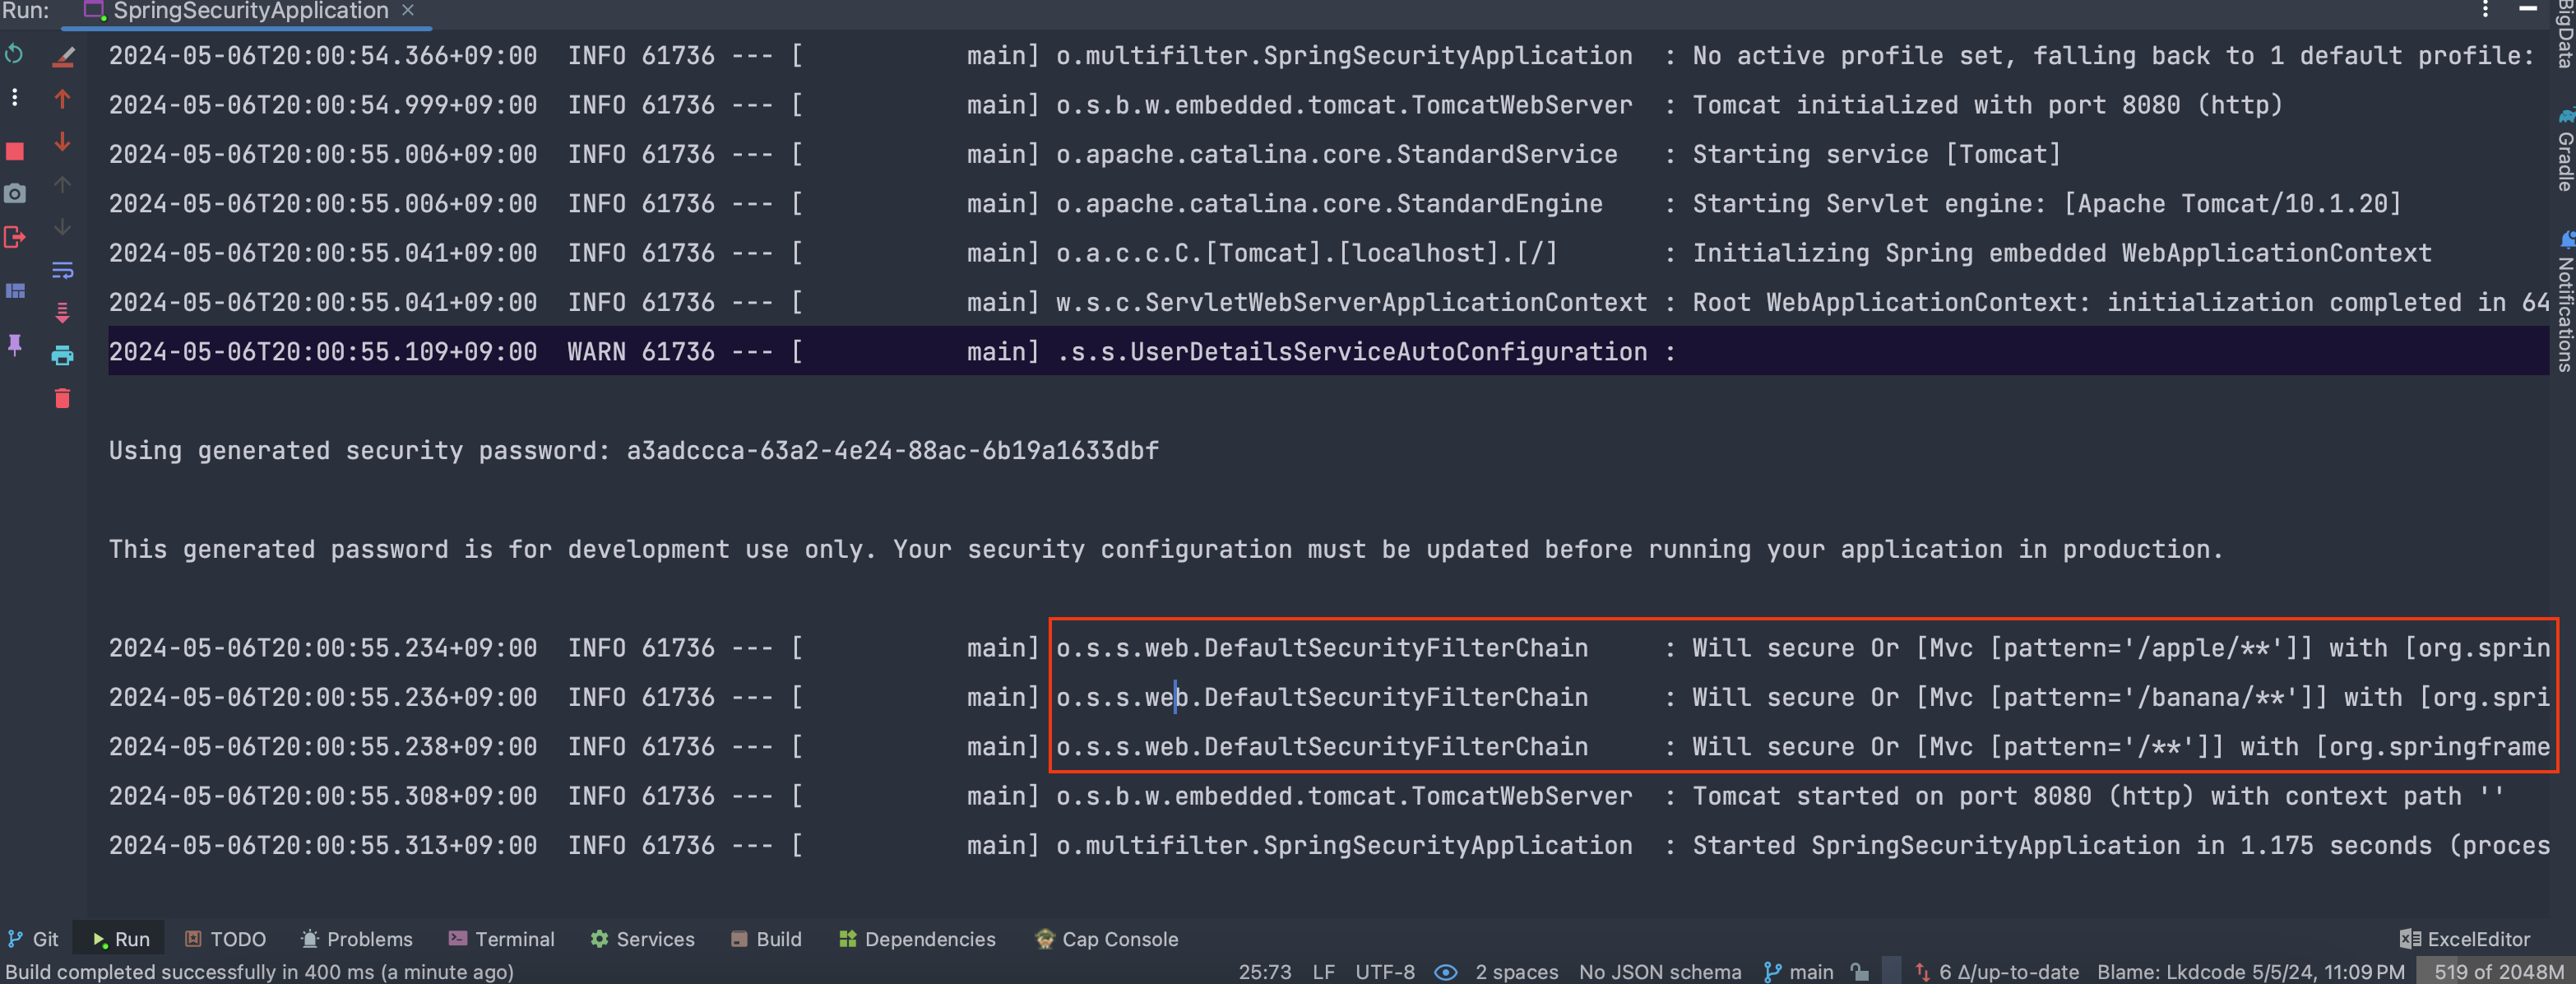 Run: SpringSecurityApplication ×
2024-05-06T20:00:54.366+09:00  INFO 61736 --- [           main] o.multifilter.SpringSecurityApplication  : No active profile set, falling back to 1 default profile:
2024-05-06T20:00:54.999+09:00  INFO 61736 --- [           main] o.s.b.w.embedded.tomcat.TomcatWebServer  : Tomcat initialized with port 8080 (http)
2024-05-06T20:00:55.006+09:00  INFO 61736 --- [           main] o.apache.catalina.core.StandardService   : Starting service [Tomcat]
2024-05-06T20:00:55.006+09:00  INFO 61736 --- [           main] o.apache.catalina.core.StandardEngine    : Starting Servlet engine: [Apache Tomcat/10.1.20]
2024-05-06T20:00:55.041+09:00  INFO 61736 --- [           main] o.a.c.c.C.[Tomcat].[localhost].[/]       : Initializing Spring embedded WebApplicationContext
2024-05-06T20:00:55.041+09:00  INFO 61736 --- [           main] w.s.c.ServletWebServerApplicationContext : Root WebApplicationContext: initialization completed in 64
2024-05-06T20:00:55.109+09:00  WARN 61736 --- [           main] .s.s.UserDetailsServiceAutoConfiguration :
Using generated security password: a3adccca-63a2-4e24-88ac-6b19a1633dbf
This generated password is for development use only. Your security configuration must be updated before running your application in production.
2024-05-06T20:00:55.234+09:00  INFO 61736 --- [           main] o.s.s.web.DefaultSecurityFilterChain     : Will secure Or [Mvc [pattern='/apple/**']] with [org.sprin
2024-05-06T20:00:55.236+09:00  INFO 61736 --- [           main] o.s.s.web.DefaultSecurityFilterChain     : Will secure Or [Mvc [pattern='/banana/**']] with [org.spri
2024-05-06T20:00:55.238+09:00  INFO 61736 --- [           main] o.s.s.web.DefaultSecurityFilterChain     : Will secure Or [Mvc [pattern='/**']] with [org.springframe
2024-05-06T20:00:55.308+09:00  INFO 61736 --- [           main] o.s.b.w.embedded.tomcat.TomcatWebServer  : Tomcat started on port 8080 (http) with context path ''
2024-05-06T20:00:55.313+09:00  INFO 61736 --- [           main] o.multifilter.SpringSecurityApplication  : Started SpringSecurityApplication in 1.175 seconds (proces
BigData
Gradle
Notifications
Git Run TODO Problems Terminal Services Build Dependencies Cap Console ExcelEditor
Build completed successfully in 400 ms (a minute ago) 25:73 LF UTF-8 2 spaces No JSON schema main 6 Δ/up-to-date Blame: Lkdcode 5/5/24, 11:09 PM 519 of 2048M